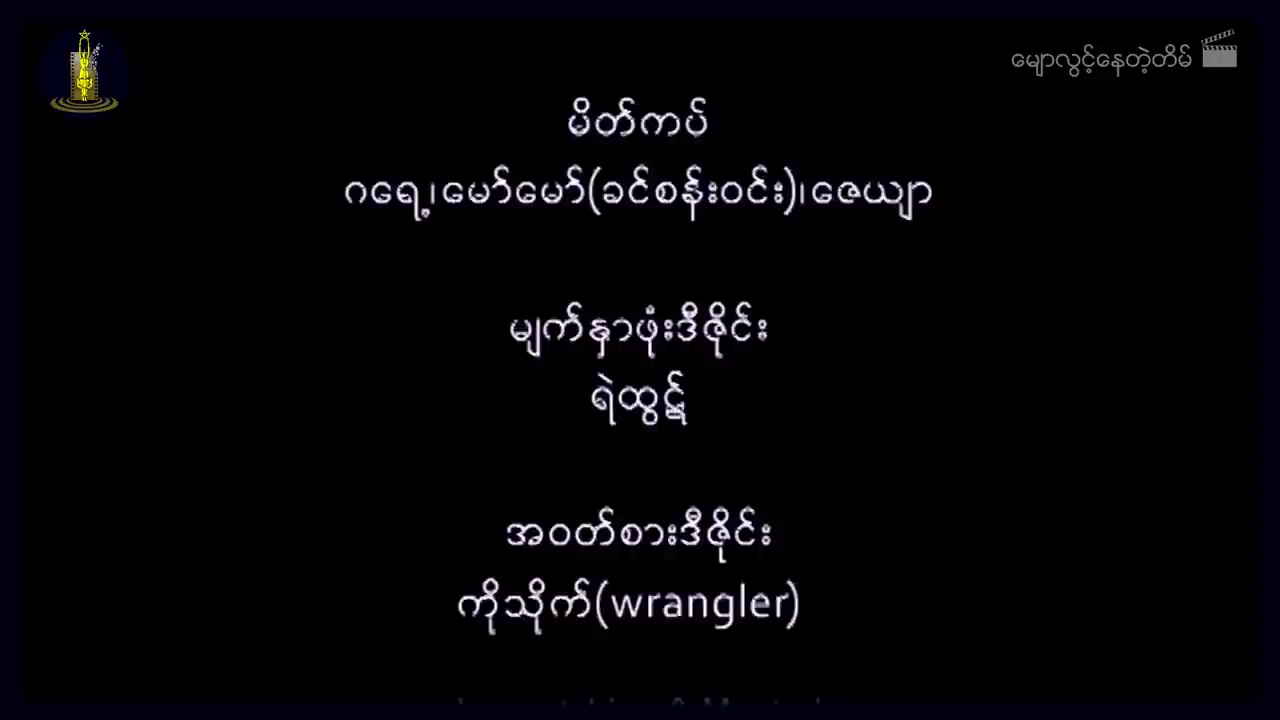 မျောလွင့်နေတဲ့တိမ်
မိတ်ကပ်
ဂရေ့၊မော်မော်(ခင်စန်းဝင်း)၊ဇေယျာ
မျက်နှာဖုံးဒီဇိုင်း
ရဲထွဋ်
အဝတ်စားဒီဇိုင်း
ကိုသိုက်(wrangler)